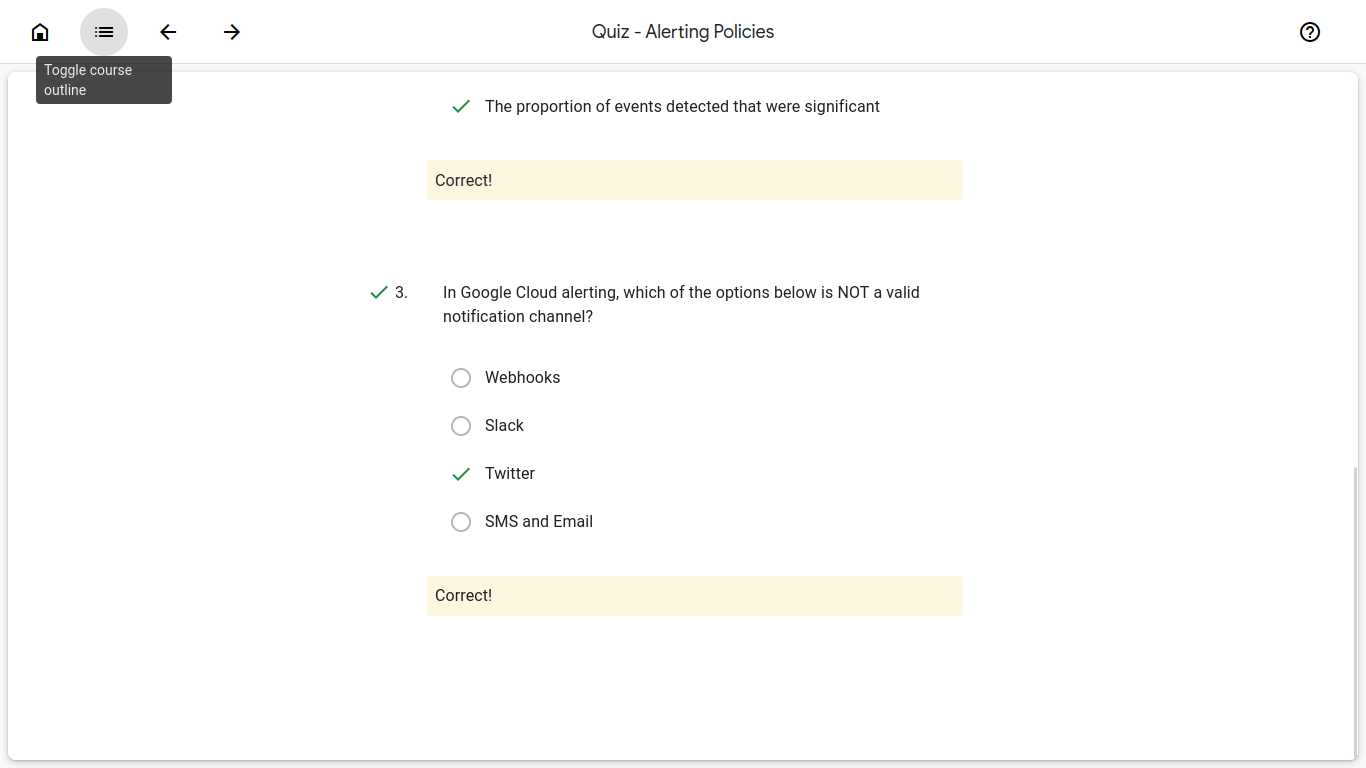 Quiz - Alerting Policies
Toggle course
outline
The proportion of events detected that were significant
Correct!
3. In Google Cloud alerting, which of the options below is NOT a valid
notification channel?
Webhooks
Slack
Twitter
SMS and Email
Correct!